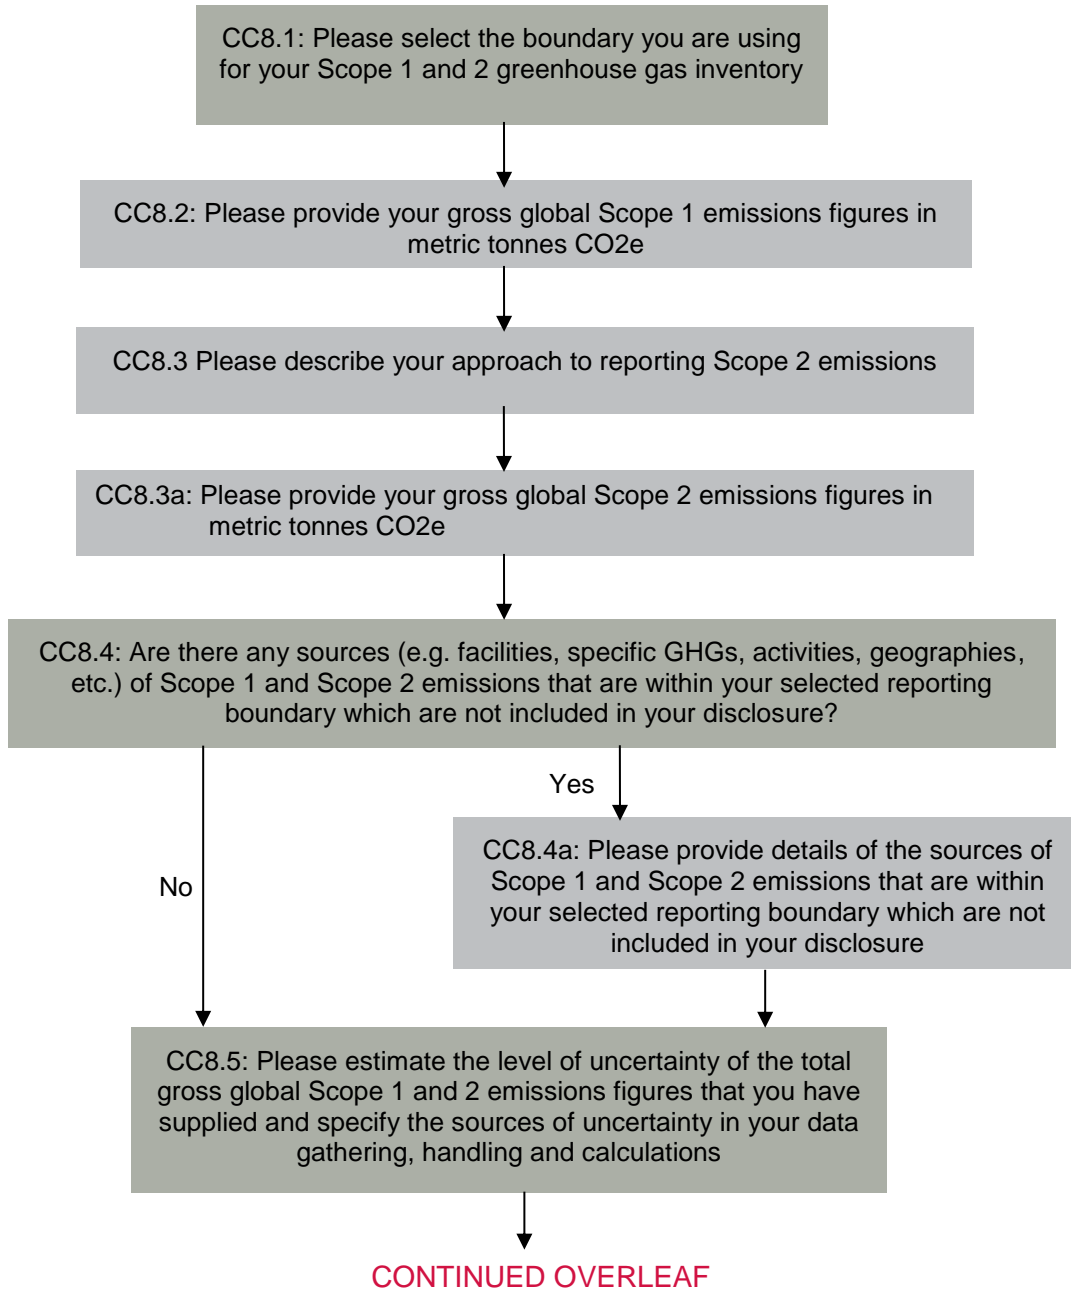 CC8.1: Please select the boundary you are using
for your Scope 1 and 2 greenhouse gas inventory
CC8.2: Please provide your gross global Scope 1 emissions figures in
metric tonnes CO2e
CC8.3 Please describe your approach to reporting Scope 2 emissions
CC8.3a: Please provide your gross global Scope 2 emissions figures in
metric tonnes CO2e
CC8.4: Are there any sources (e.g. facilities, specific GHGs, activities, geographies,
etc.) of Scope 1 and Scope 2 emissions that are within your selected reporting
boundary which are not included in your disclosure?
Yes
CC8.4a: Please provide details of the sources of
Scope 1 and Scope 2 emissions that are within
your selected reporting boundary which are not
included in your disclosure
No
CC8.5: Please estimate the level of uncertainty of the total
gross global Scope 1 and 2 emissions figures that you have
supplied and specify the sources of uncertainty in your data
gathering, handling and calculations
CONTINUED OVERLEAF